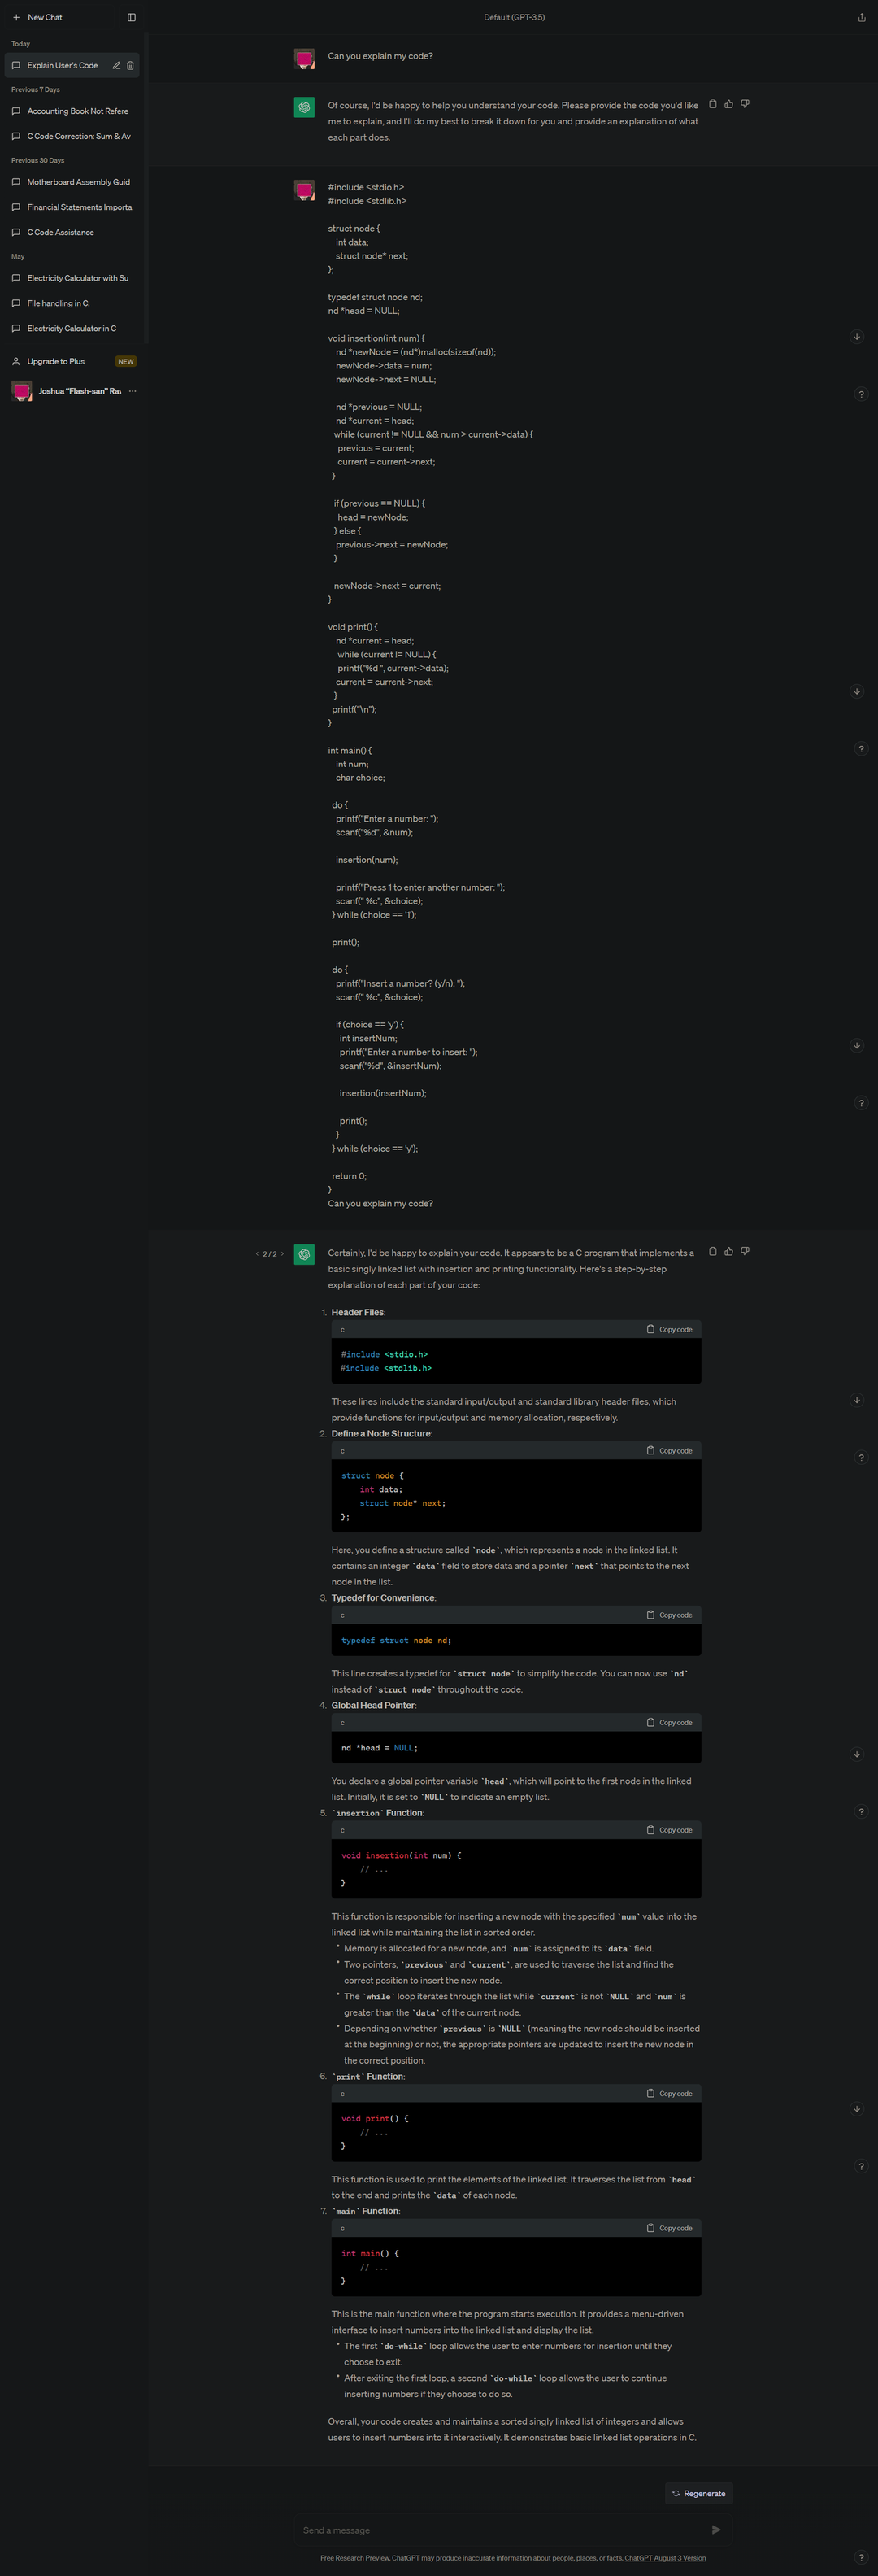 New Chat
Default (GPT-3.5)
Today
Explain User's Code
Previous 7 Days
Accounting Book Not Refere
C Code Correction: Sum & Av
Previous 30 Days
Motherboard Assembly Guid
Financial Statements Importa
C Code Assistance
May
Electricity Calculator with Su
File handling in C.
Electricity Calculator in C
Upgrade to Plus NEW
Joshua "Flash-san" Rav
Can you explain my code?
Of course, I'd be happy to help you understand your code. Please provide the code you'd like
me to explain, and I'll do my best to break it down for you and provide an explanation of what
each part does.
#include <stdio.h>
#include <stdlib.h>
struct node {
int data;
struct node* next;
};
typedef struct node nd;
nd *head = NULL;
void insertion(int num) {
nd *newNode = (nd*)malloc(sizeof(nd));
newNode->data = num;
newNode->next = NULL;
nd *previous = NULL;
nd *current = head;
while (current != NULL && num > current->data) {
previous = current;
current = current->next;
}
if (previous == NULL) {
head = newNode;
} else {
previous->next = newNode;
}
newNode->next = current;
}
void print() {
nd *current = head;
while (current != NULL) {
printf("%d ", current->data);
current = current->next;
}
printf("\n");
}
int main() {
int num;
char choice;
do {
printf("Enter a number: ");
scanf("%d", &num);
insertion(num);
printf("Press 1 to enter another number: ");
scanf(" %c", &choice);
} while (choice == '1');
print();
do {
printf("Insert a number? (y/n): ");
scanf(" %c", &choice);
if (choice == 'y') {
int insertNum;
printf("Enter a number to insert: ");
scanf("%d", &insertNum);
insertion(insertNum);
print();
}
} while (choice == 'y');
return 0;
}
Can you explain my code?
< 2 / 2 >
Certainly, I'd be happy to explain your code. It appears to be a C program that implements a
basic singly linked list with insertion and printing functionality. Here's a step-by-step
explanation of each part of your code:
1. Header Files:
c Copy code
#include <stdio.h>
#include <stdlib.h>
These lines include the standard input/output and standard library header files, which
provide functions for input/output and memory allocation, respectively.
2. Define a Node Structure:
c Copy code
struct node {
int data;
struct node* next;
};
Here, you define a structure called `node`, which represents a node in the linked list. It
contains an integer `data` field to store data and a pointer `next` that points to the next
node in the list.
3. Typedef for Convenience:
c Copy code
typedef struct node nd;
This line creates a typedef for `struct node` to simplify the code. You can now use `nd`
instead of `struct node` throughout the code.
4. Global Head Pointer:
c Copy code
nd *head = NULL;
You declare a global pointer variable `head`, which will point to the first node in the linked
list. Initially, it is set to `NULL` to indicate an empty list.
5. `insertion` Function:
c Copy code
void insertion(int num) {
// ...
}
This function is responsible for inserting a new node with the specified `num` value into the
linked list while maintaining the list in sorted order.
• Memory is allocated for a new node, and `num` is assigned to its `data` field.
• Two pointers, `previous` and `current`, are used to traverse the list and find the
correct position to insert the new node.
• The `while` loop iterates through the list while `current` is not `NULL` and `num` is
greater than the `data` of the current node.
• Depending on whether `previous` is `NULL` (meaning the new node should be inserted
at the beginning) or not, the appropriate pointers are updated to insert the new node in
the correct position.
6. `print` Function:
c Copy code
void print() {
// ...
}
This function is used to print the elements of the linked list. It traverses the list from `head`
to the end and prints the `data` of each node.
7. `main` Function:
c Copy code
int main() {
// ...
}
This is the main function where the program starts execution. It provides a menu-driven
interface to insert numbers into the linked list and display the list.
• The first `do-while` loop allows the user to enter numbers for insertion until they
choose to exit.
• After exiting the first loop, a second `do-while` loop allows the user to continue
inserting numbers if they choose to do so.
Overall, your code creates and maintains a sorted singly linked list of integers and allows
users to insert numbers into it interactively. It demonstrates basic linked list operations in C.
Regenerate
Send a message
Free Research Preview. ChatGPT may produce inaccurate information about people, places, or facts. ChatGPT August 3 Version
?